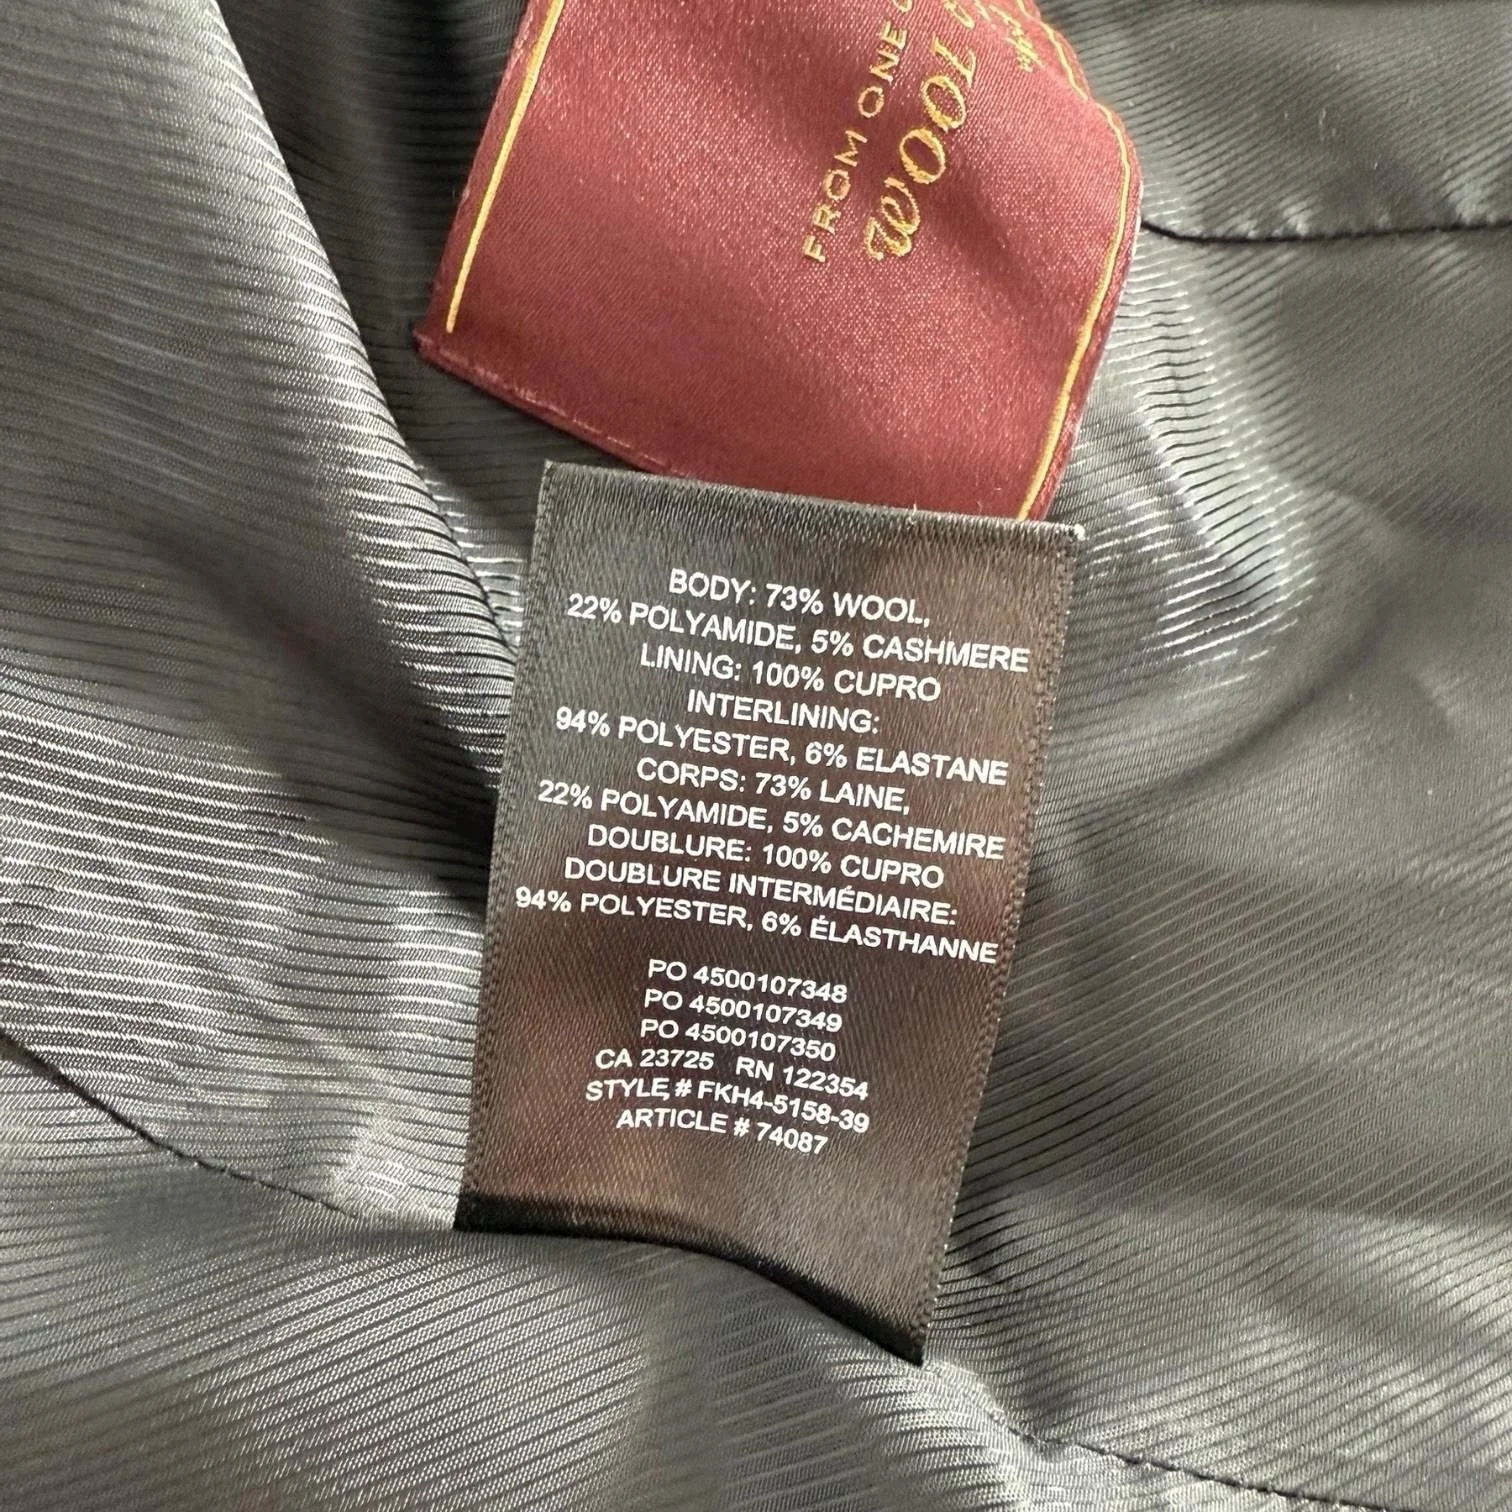 FROM ONE
WOOL
BODY: 73% WOOL,
22% POLYAMIDE, 5% CASHMERE
LINING: 100% CUPRO
INTERLINING:
94% POLYESTER, 6% ELASTANE
CORPS: 73% LAINE,
22% POLYAMIDE, 5% CACHEMIRE
DOUBLURE: 100% CUPRO
DOUBLURE INTERMÉDIAIRE:
94% POLYESTER, 6% ÉLASTHANNE
PO 4500107348
PO 4500107349
PO 4500107350
CA 23725 RN 122354
STYLE # FKH4-5158-39
ARTICLE # 74087